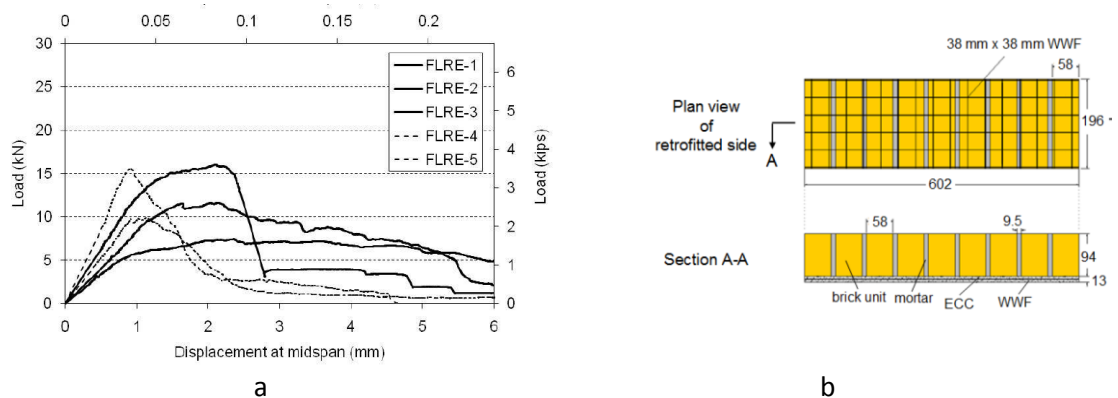 0 0.05 0.1 0.15 0.2
30
25
20
15
10
5
0
Load (kN)
FLRE-1
FLRE-2
FLRE-3
FLRE-4
FLRE-5
6
5
4
3
2
1
0
Load (kips)
0 1 2 3 4 5 6
Displacement at midspan (mm)
a
38 mm x 38 mm WWF
58
Plan view
of
retrofitted side
A
196
602
58 9.5
Section A-A
94
13
brick unit mortar ECC WWF
b